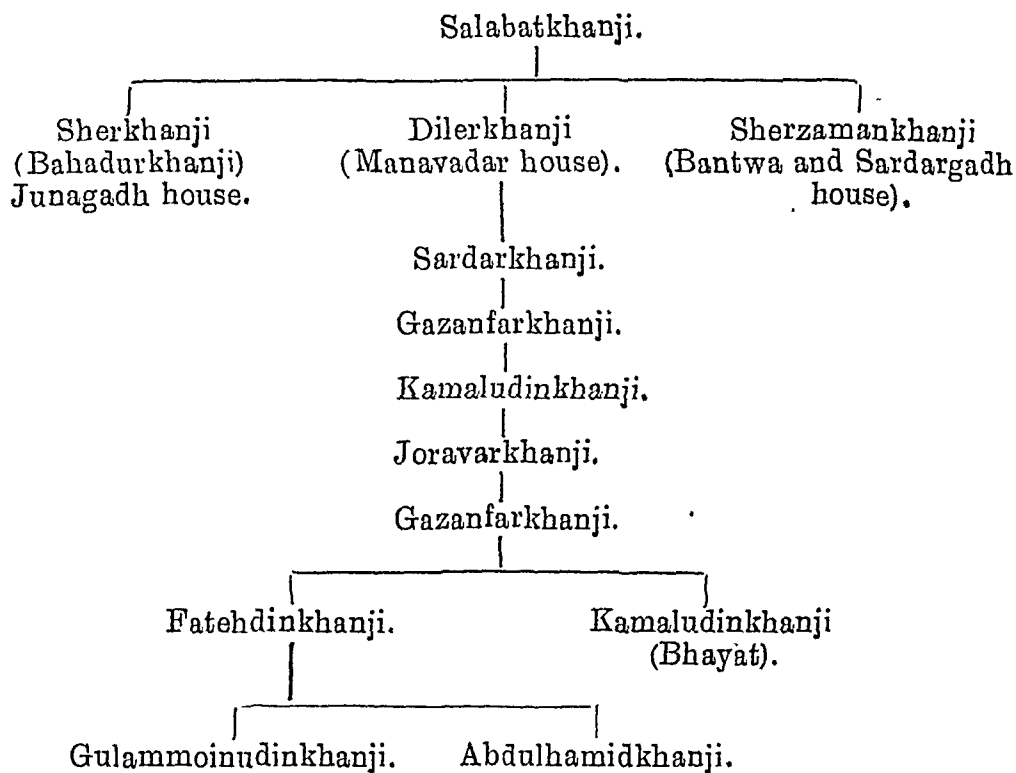 Salabatkhanji.
Sherkhanji
(Bahadurkhanji)
Junagadh house.
Dilerkhanji
(Manavadar house).
Sherzamankhanji
(Bantwa and Sardargadh
house).
Sardarkhanji.
Gazanfarkhanji.
Kamaludinkhanji.
Joravarkhanji.
Gazanfarkhanji.
Fatehdinkhanji.
Kamaludinkhanji
(Bhayat).
Gulammoinudinkhanji.
Abdulhamidkhanji.